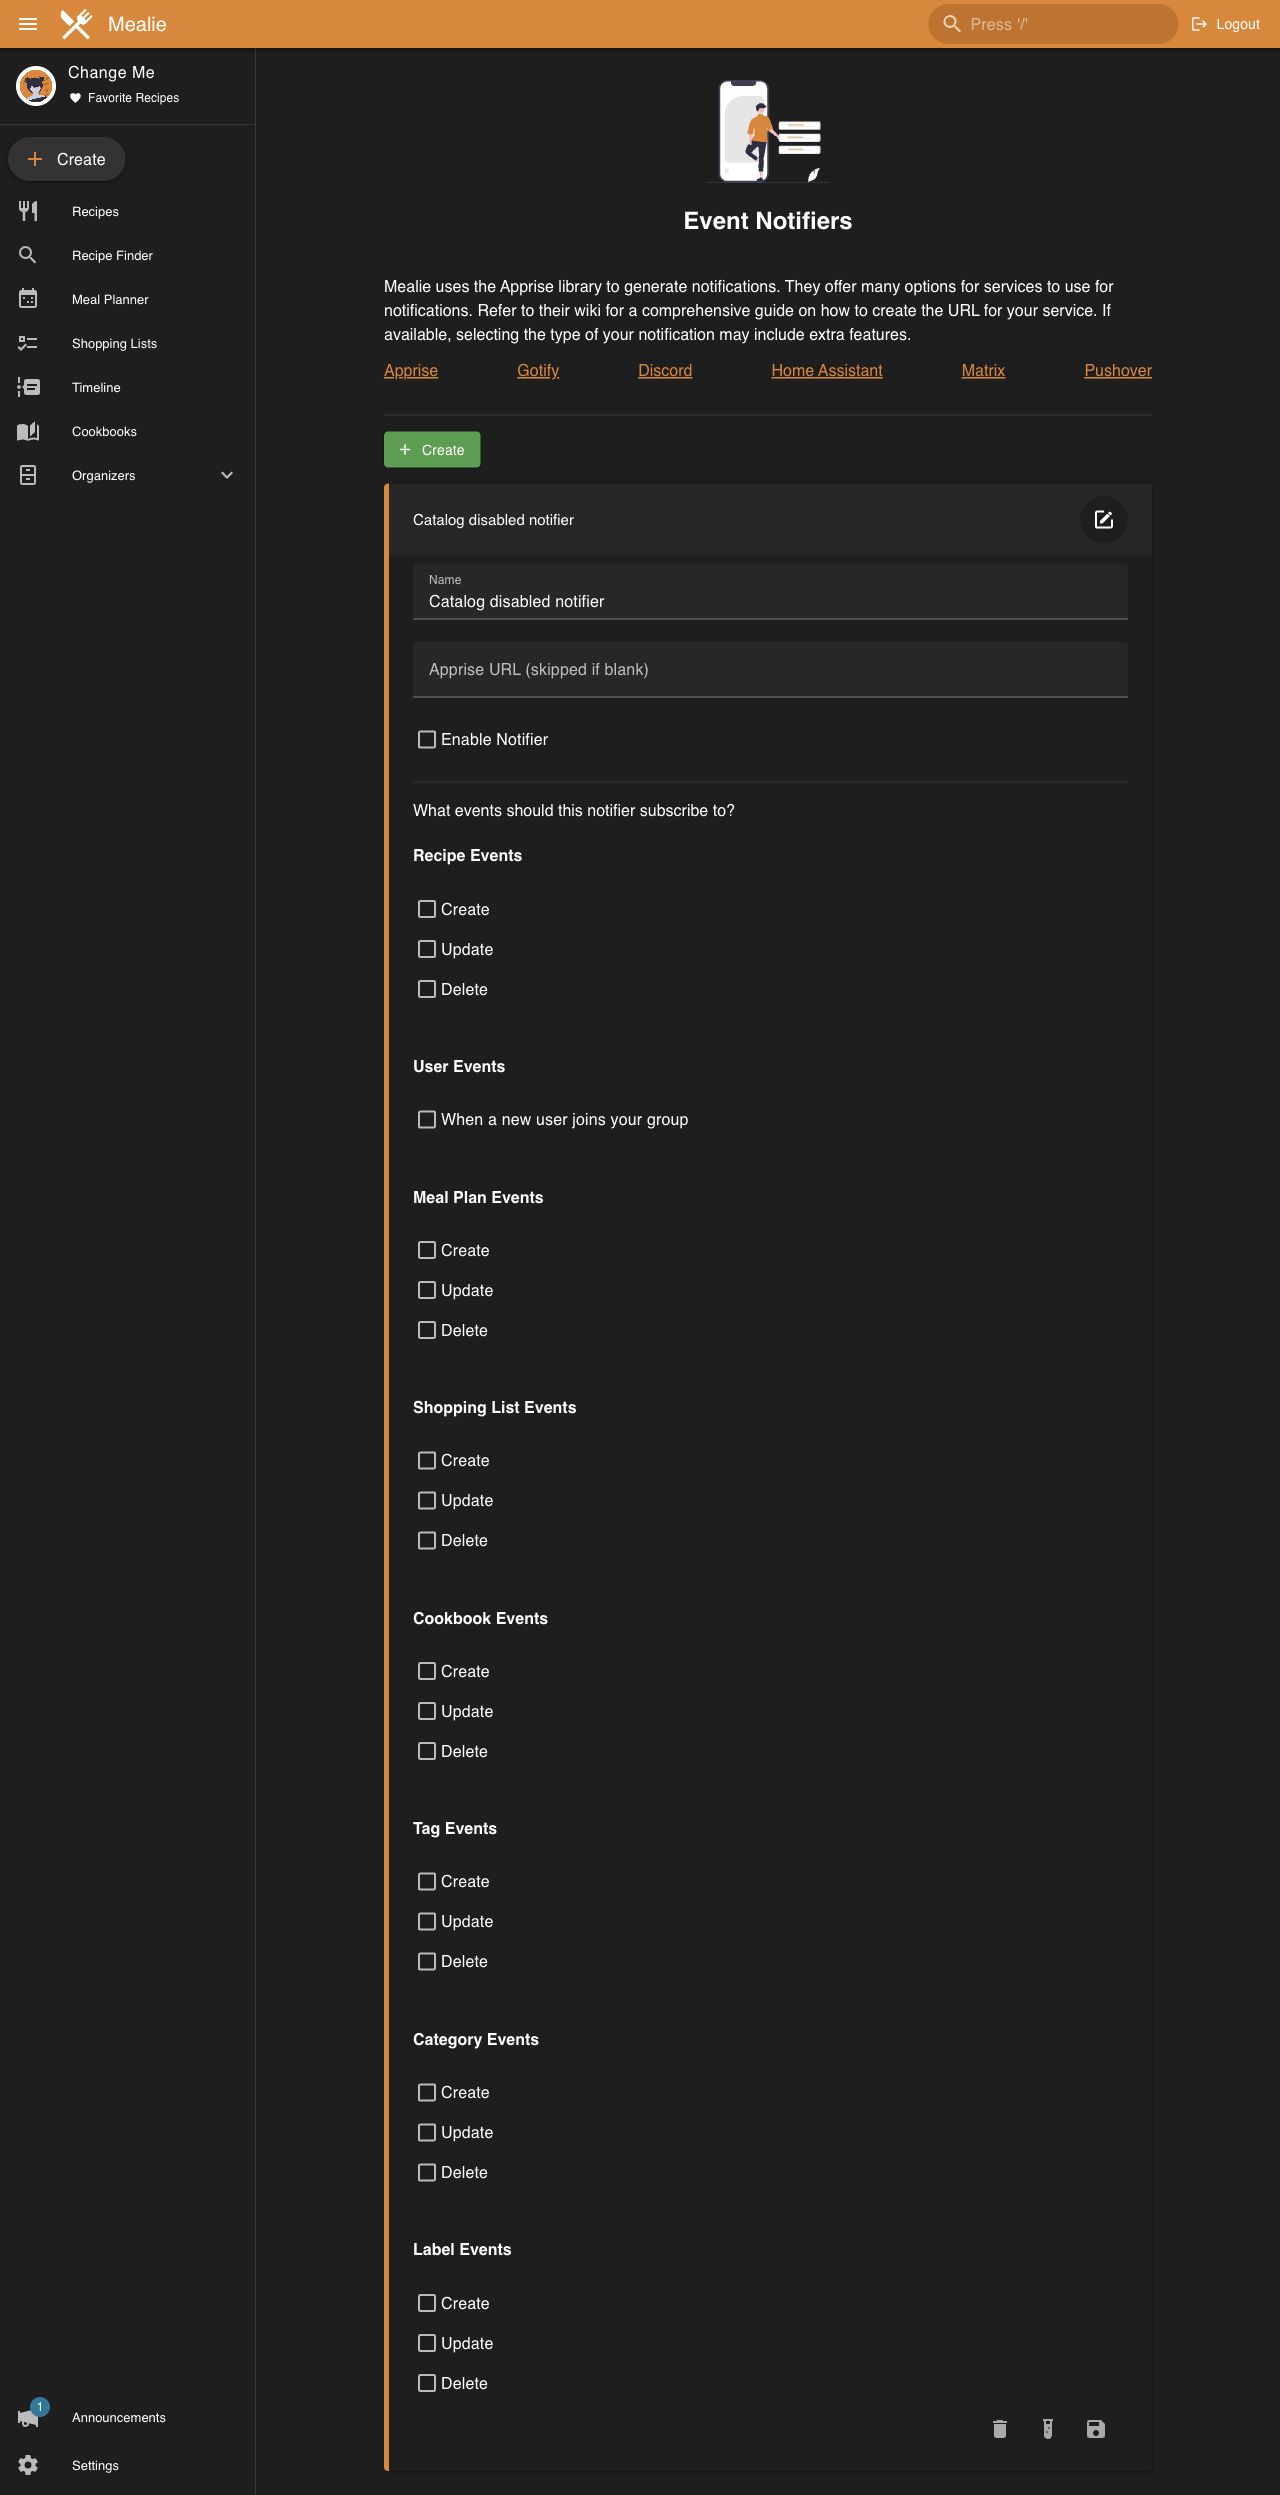 Mealie
Press '/'
Logout
Change Me
Favorite Recipes
Create
Recipes
Recipe Finder
Meal Planner
Shopping Lists
Timeline
Cookbooks
Organizers
Event Notifiers
Mealie uses the Apprise library to generate notifications. They offer many options for services to use for
notifications. Refer to their wiki for a comprehensive guide on how to create the URL for your service. If
available, selecting the type of your notification may include extra features.
Apprise Gotify Discord Home Assistant Matrix Pushover
Create
Catalog disabled notifier
Name
Catalog disabled notifier
Apprise URL (skipped if blank)
Enable Notifier
What events should this notifier subscribe to?
Recipe Events
Create
Update
Delete
User Events
When a new user joins your group
Meal Plan Events
Create
Update
Delete
Shopping List Events
Create
Update
Delete
Cookbook Events
Create
Update
Delete
Tag Events
Create
Update
Delete
Category Events
Create
Update
Delete
Label Events
Create
Update
Delete
1
Announcements
Settings